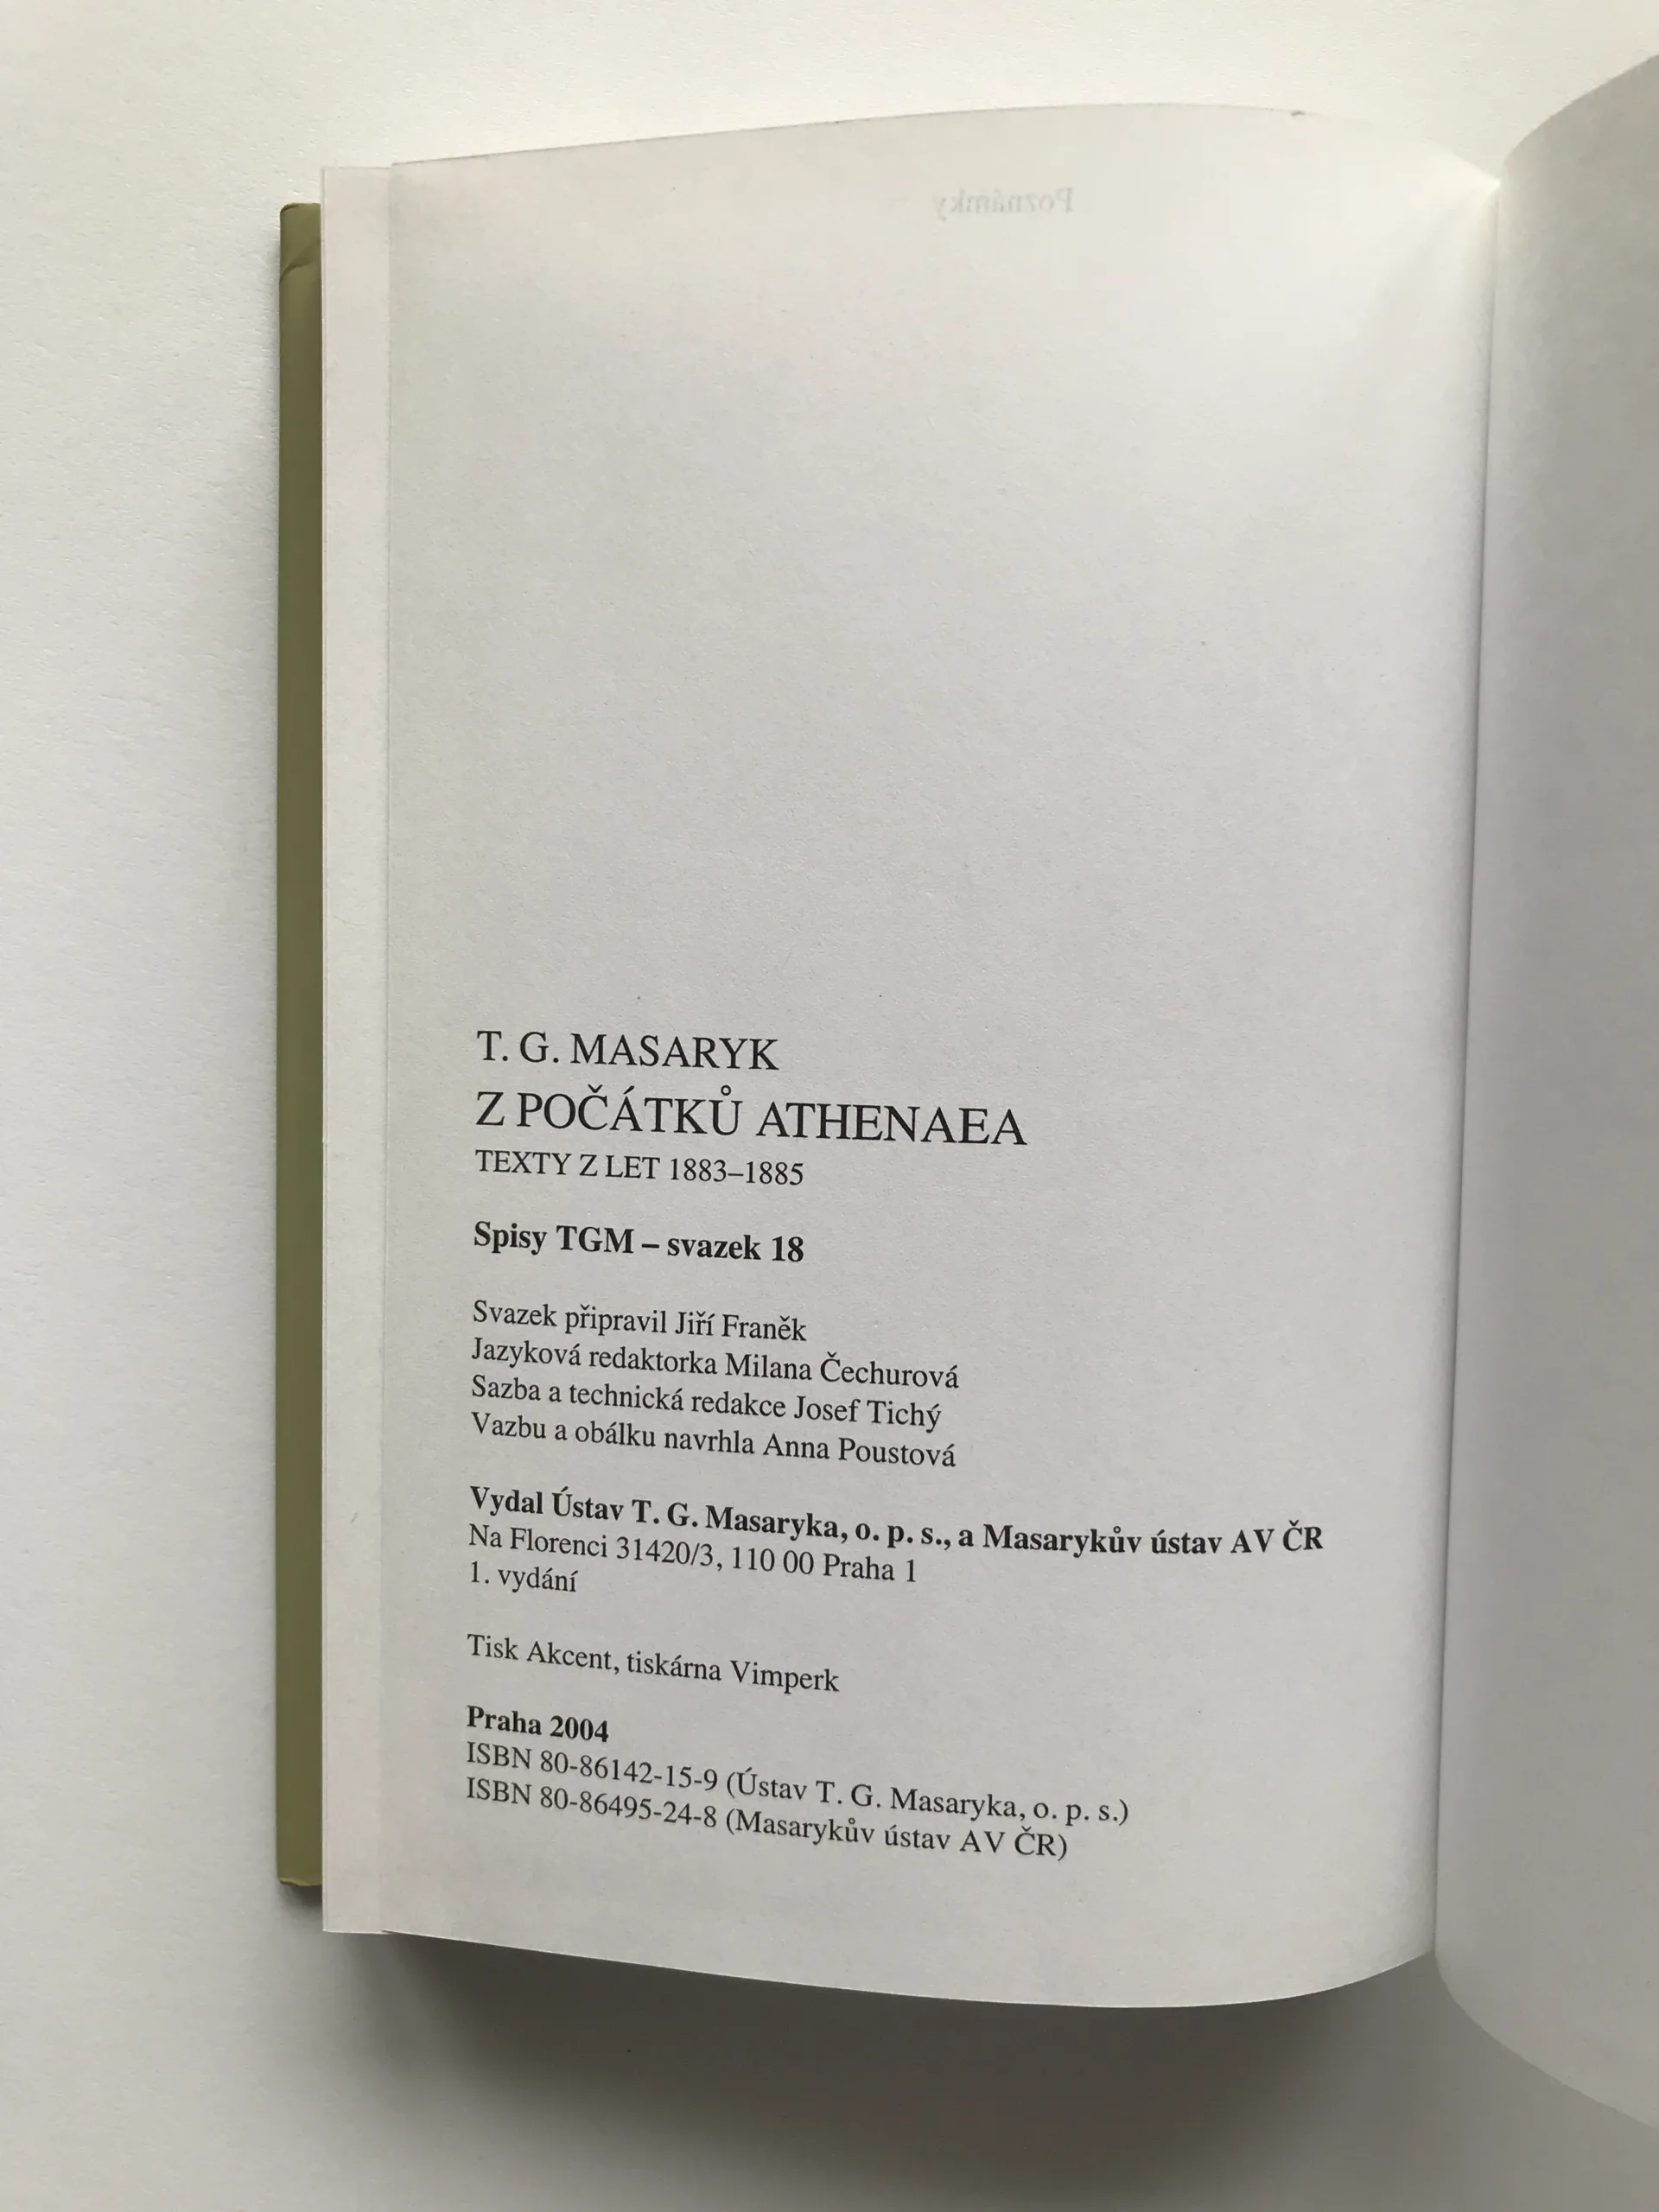 Poznámky
T. G. MASARYK
Z POČÁTKŮ ATHENAEA
TEXTY Z LET 1883–1885
Spisy TGM – svazek 18
Svazek připravil Jiří Franěk
Jazyková redaktorka Milana Čechurová
Sazba a technická redakce Josef Tichý
Vazbu a obálku navrhla Anna Poustová
Vydal Ústav T. G. Masaryka, o. p. s., a Masarykův ústav AV ČR
Na Florenci 31420/3, 110 00 Praha 1
1. vydání
Tisk Akcent, tiskárna Vimperk
Praha 2004
ISBN 80-86142-15-9 (Ústav T. G. Masaryka, o. p. s.)
ISBN 80-86495-24-8 (Masarykův ústav AV ČR)